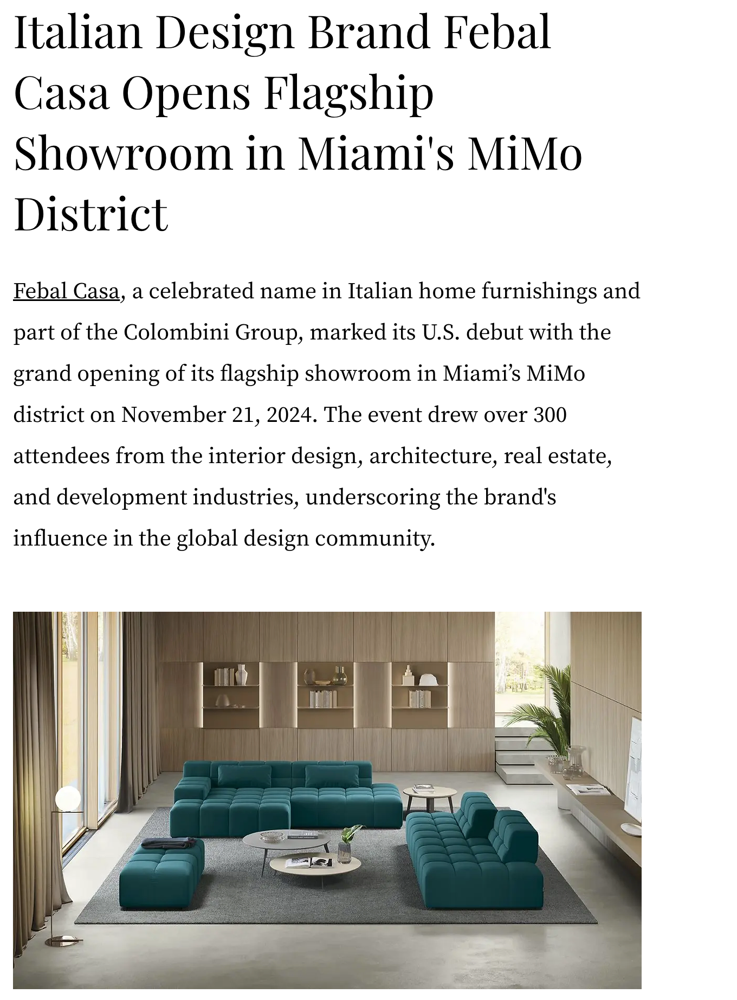 Italian Design Brand Febal
Casa Opens Flagship
Showroom in Miami's MiMo
District
Febal Casa, a celebrated name in Italian home furnishings and
part of the Colombini Group, marked its U.S. debut with the
grand opening of its flagship showroom in Miami’s MiMo
district on November 21, 2024. The event drew over 300
attendees from the interior design, architecture, real estate,
and development industries, underscoring the brand's
influence in the global design community.